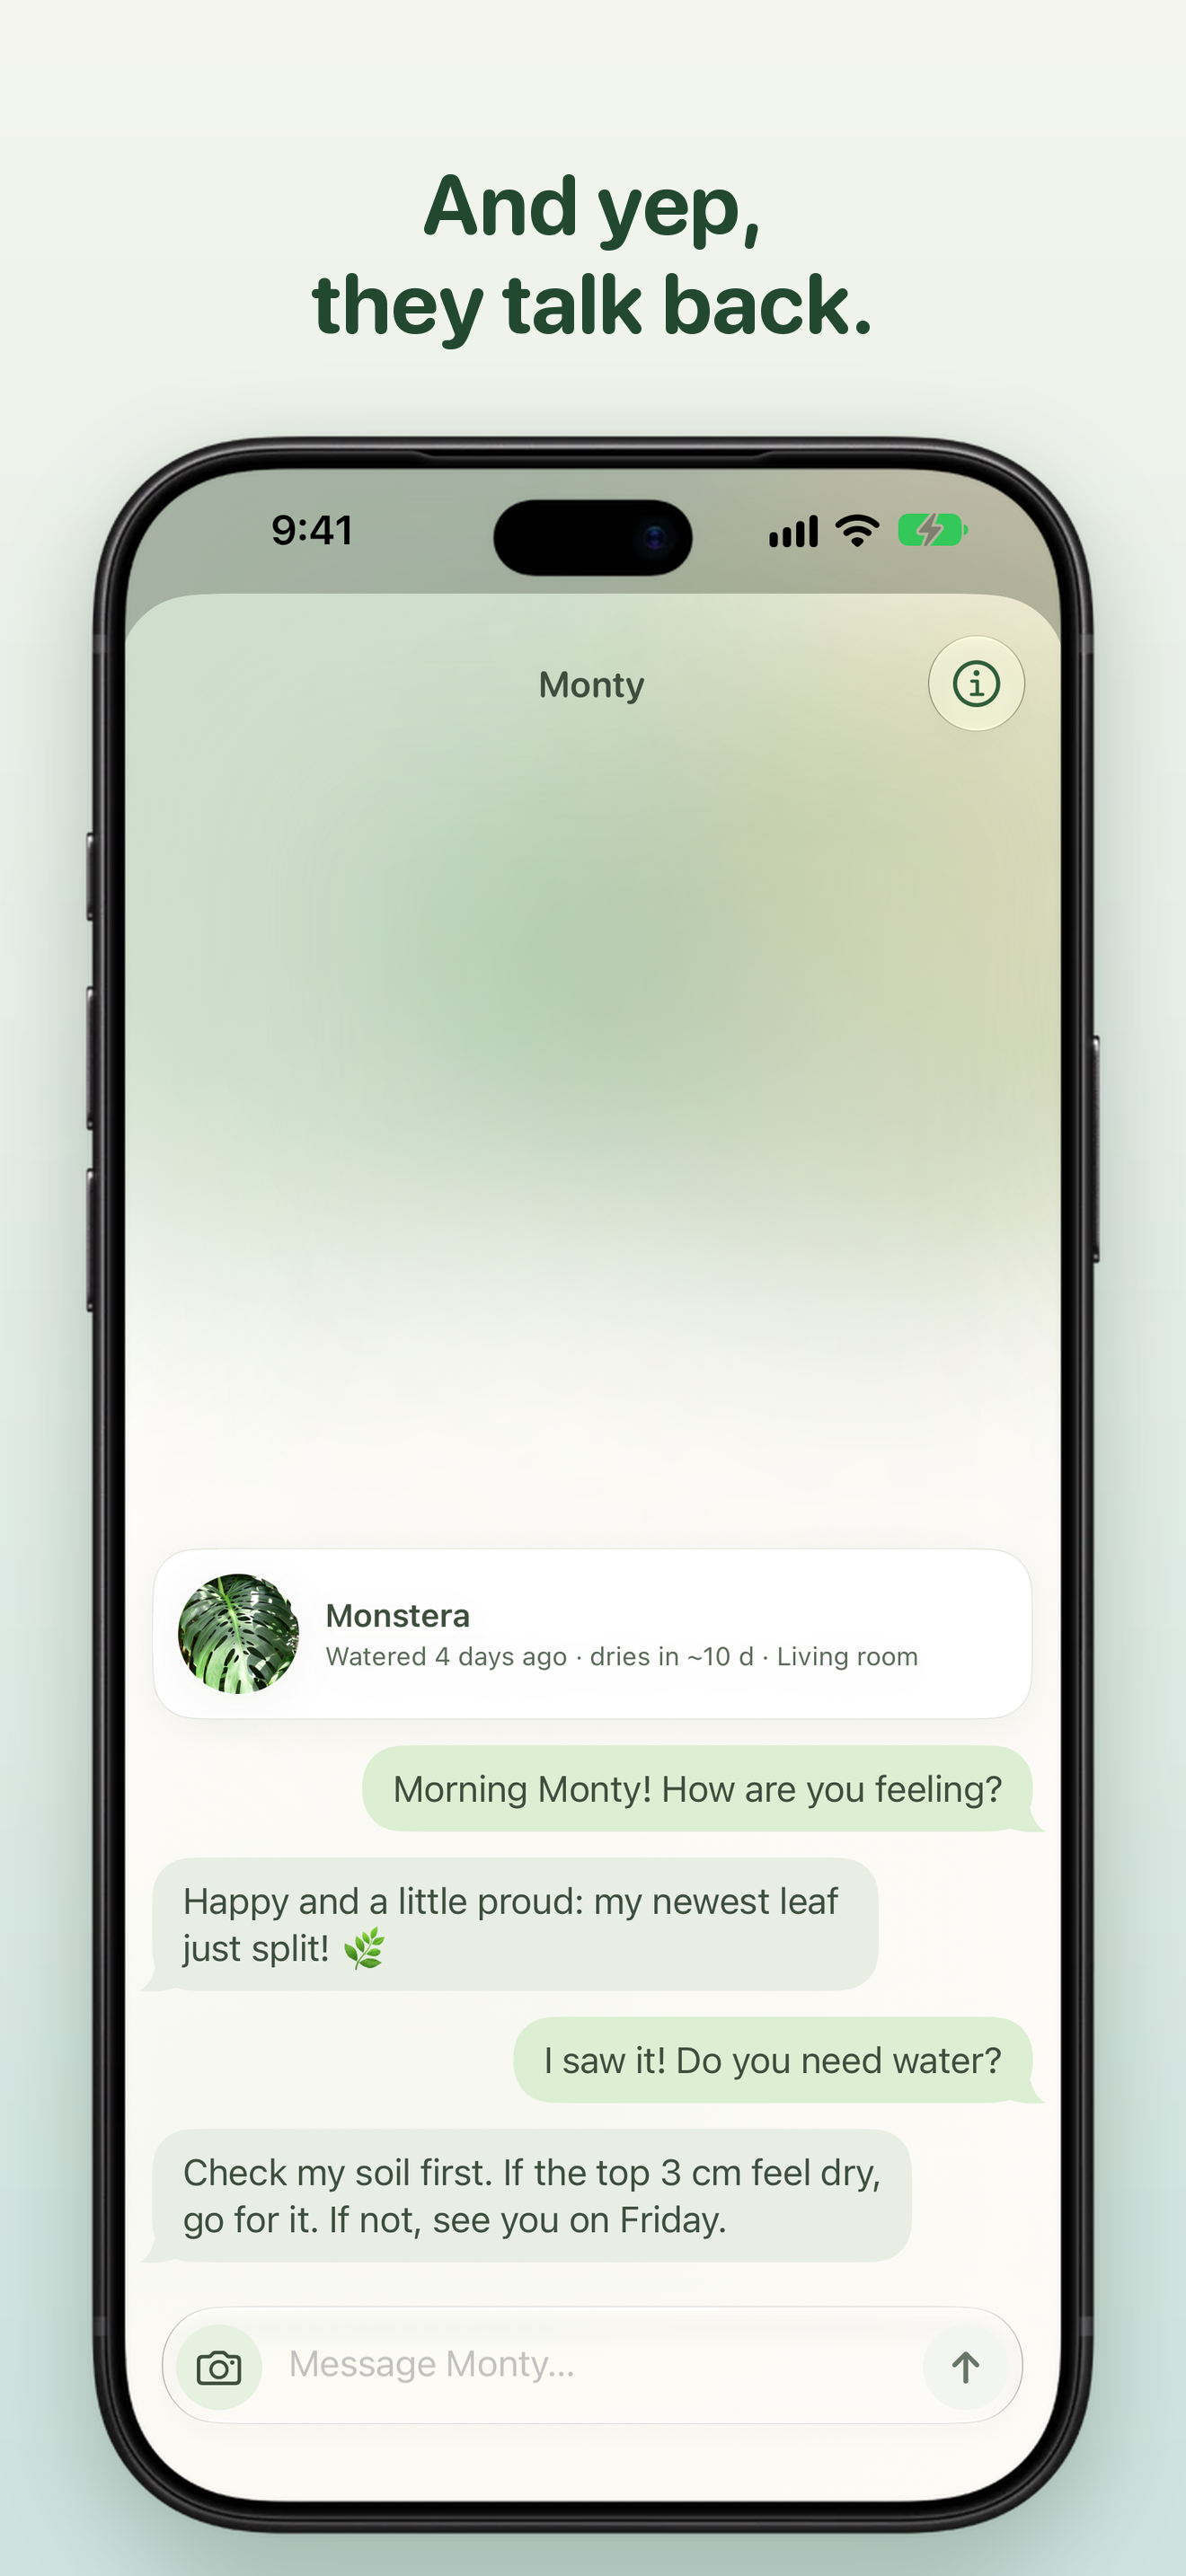 And yep,
they talk back.
9:41
Monty
Monstera
Watered 4 days ago · dries in ~10 d · Living room
Morning Monty! How are you feeling?
Happy and a little proud: my newest leaf
just split! 🌿
I saw it! Do you need water?
Check my soil first. If the top 3 cm feel dry,
go for it. If not, see you on Friday.
Message Monty...